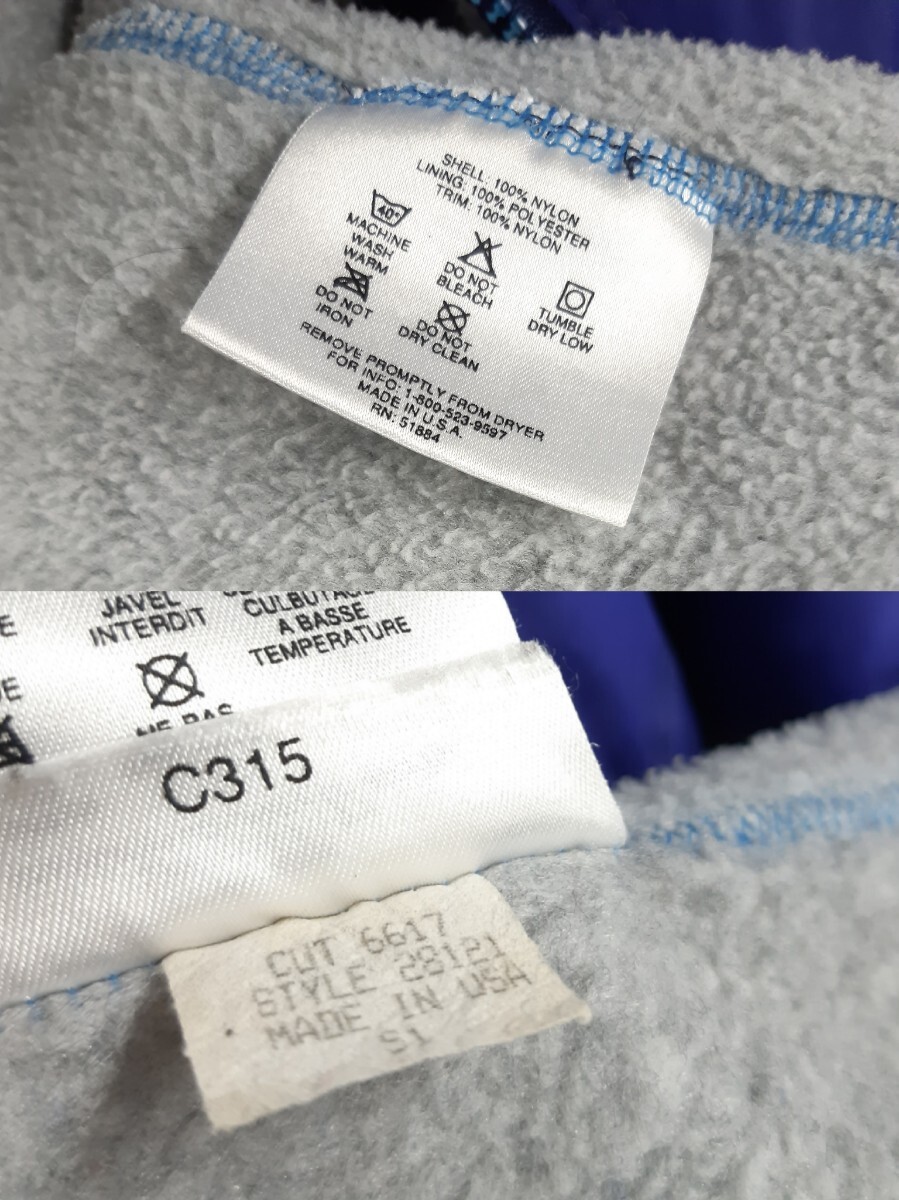 SHELL: 100% NYLON
LINING: 100% POLYESTER
TRIM: 100% NYLON
40°
MACHINE
WASH
WARM
DO NOT
BLEACH
TUMBLE
DRY LOW
DO NOT
IRON
DO NOT
DRY CLEAN
REMOVE PROMPTLY FROM DRYER
FOR INFO: 1-800-523-9597
MADE IN U.S.A.
RN: 51884
JAVEL
INTERDIT
A BASSE
TEMPERATURE
NE PAS
C315
CUT 6617
STYLE 28121
MADE IN USA
S1